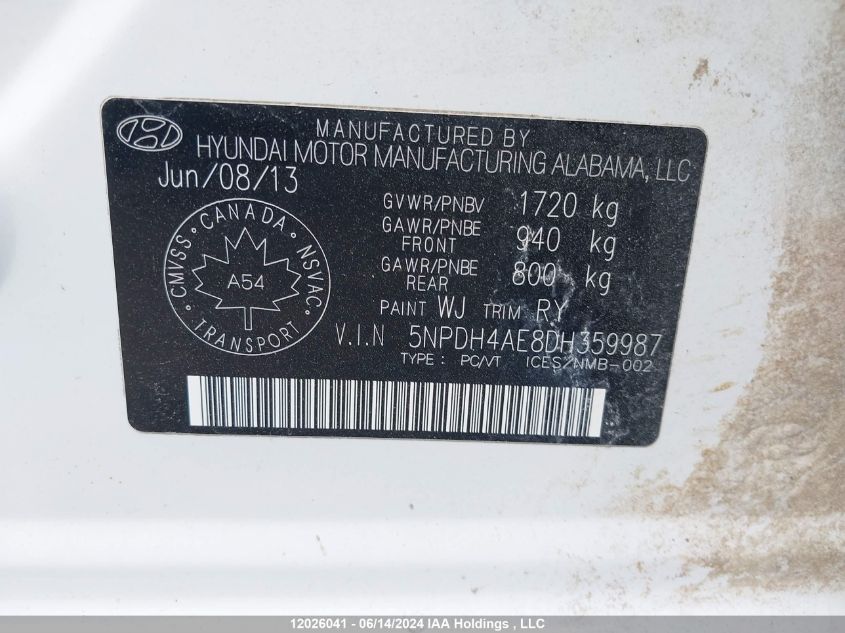 MANUFACTURED BY
HYUNDAI MOTOR MANUFACTURING ALABAMA, LLC
Jun/08/13
GVWR/PNBV 1720 kg
GAWR/PNBE FRONT 940 kg
GAWR/PNBE REAR 800 kg
PAINT WJ TRIM RY
CANADA
CMVSS NSVAC
A54
TRANSPORT
V.I.N 5NPDH4AE8DH359987
TYPE : PC/VT ICES/NMB-002
12026041 - 06/14/2024 IAA Holdings , LLC